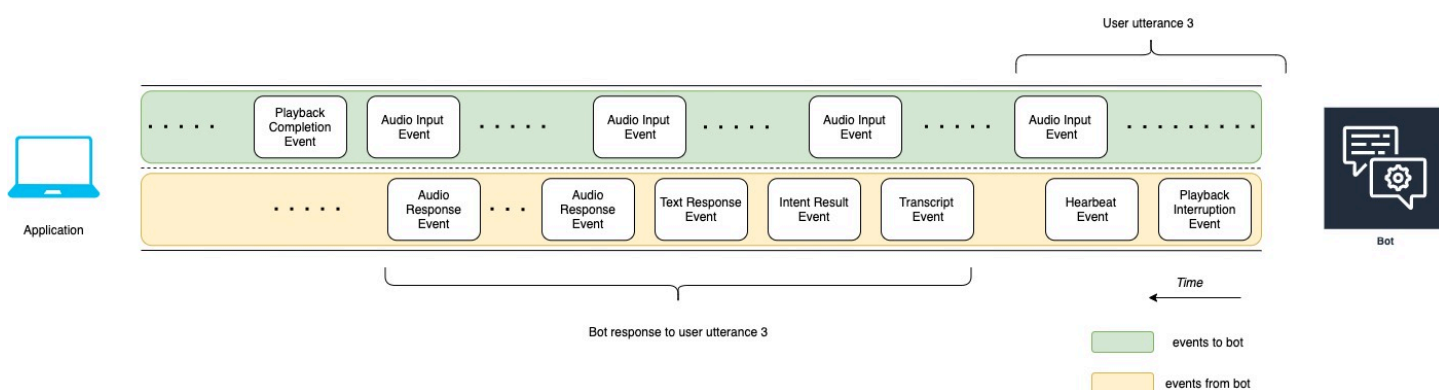 User utterance 3
Playback
Completion
Event
Audio Input
Event
Audio Input
Event
Audio Input
Event
Audio Input
Event
Application
Audio
Response
Event
Audio
Response
Event
Text Response
Event
Intent Result
Event
Transcript
Event
Hearbeat
Event
Playback
Interruption
Event
Bot
Time
Bot response to user utterance 3
events to bot
events from bot